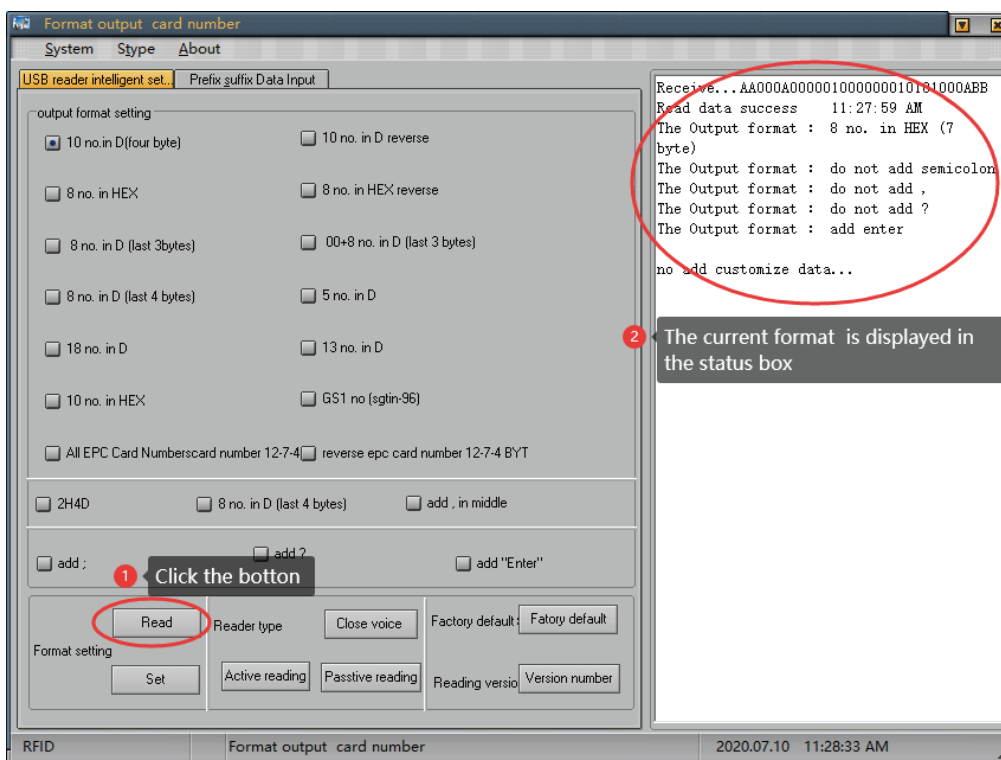 Format output card number
System Stype About
USB reader intelligent set... Prefix suffix Data Input
output format setting
10 no.in D(four byte) 10 no. in D reverse
8 no. in HEX 8 no. in HEX reverse
8 no. in D (last 3bytes) 00+8 no. in D (last 3 bytes)
8 no. in D (last 4 bytes) 5 no. in D
18 no. in D 13 no. in D
10 no. in HEX GS1 no (sgtin-96)
All EPC Card Numberscard number 12-7-4 reverse epc card number 12-7-4 BYT
2H4D 8 no. in D (last 4 bytes) add , in middle
add ; add ? add "Enter"
1 Click the botton
Read Reader type Close voice Factory default: Fatory default
Format setting
Set Active reading Passtive reading Reading versio Version number
Receive...AA000A000001000000010101000ABB
Read data success 11:27:59 AM
The Output format : 8 no. in HEX (7
byte)
The Output format : do not add semicolon
The Output format : do not add ,
The Output format : do not add ?
The Output format : add enter
no add customize data...
2 The current format is displayed in
the status box
RFID Format output card number 2020.07.10 11:28:33 AM